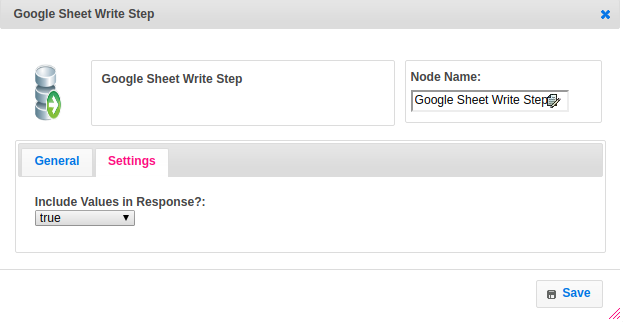 Google Sheet Write Step
Google Sheet Write Step
Node Name:
Google Sheet Write Step
General
Settings
Include Values in Response?:
true
Save